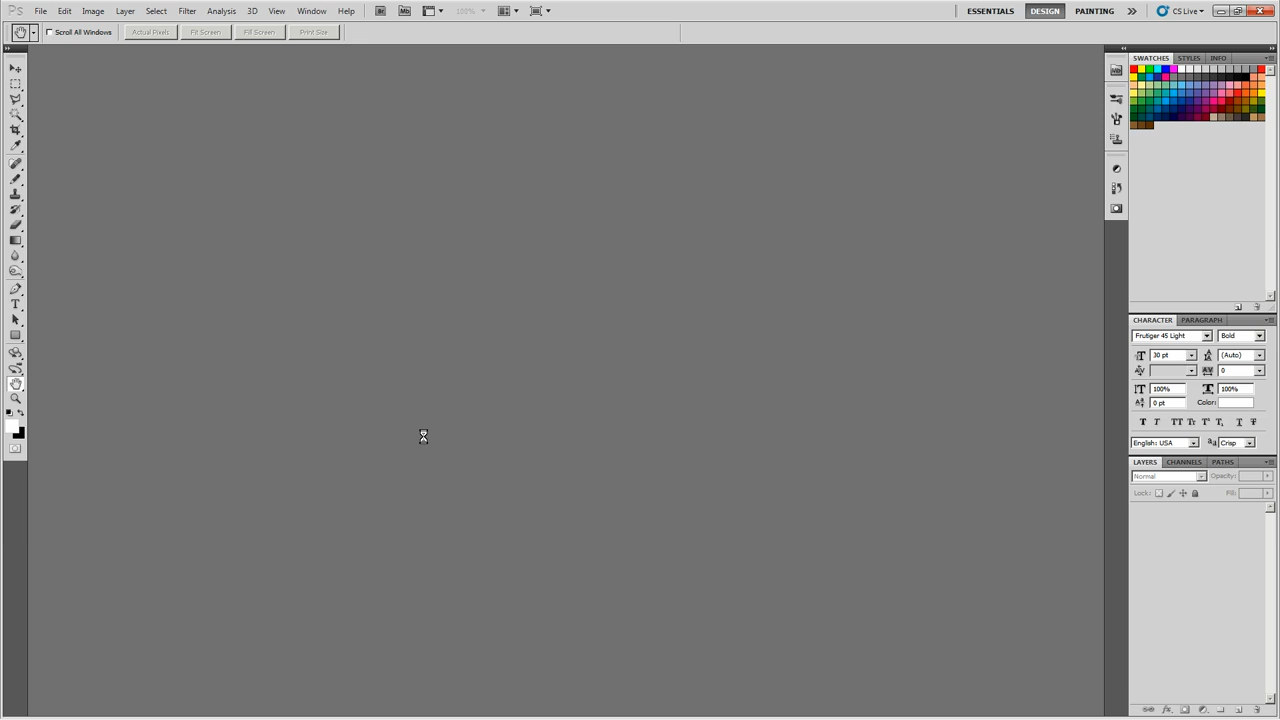 Ps File Edit Image Layer Select Filter Analysis 3D View Window Help Br Mb 100% ESSENTIALS DESIGN PAINTING CS Live
Scroll All Windows Actual Pixels Fit Screen Fill Screen Print Size
SWATCHES STYLES INFO
CHARACTER PARAGRAPH
Frutiger 45 Light Bold
30 pt (Auto)
0
100% 100%
0 pt Color:
English: USA Crisp
LAYERS CHANNELS PATHS
Normal Opacity:
Lock: Fill: